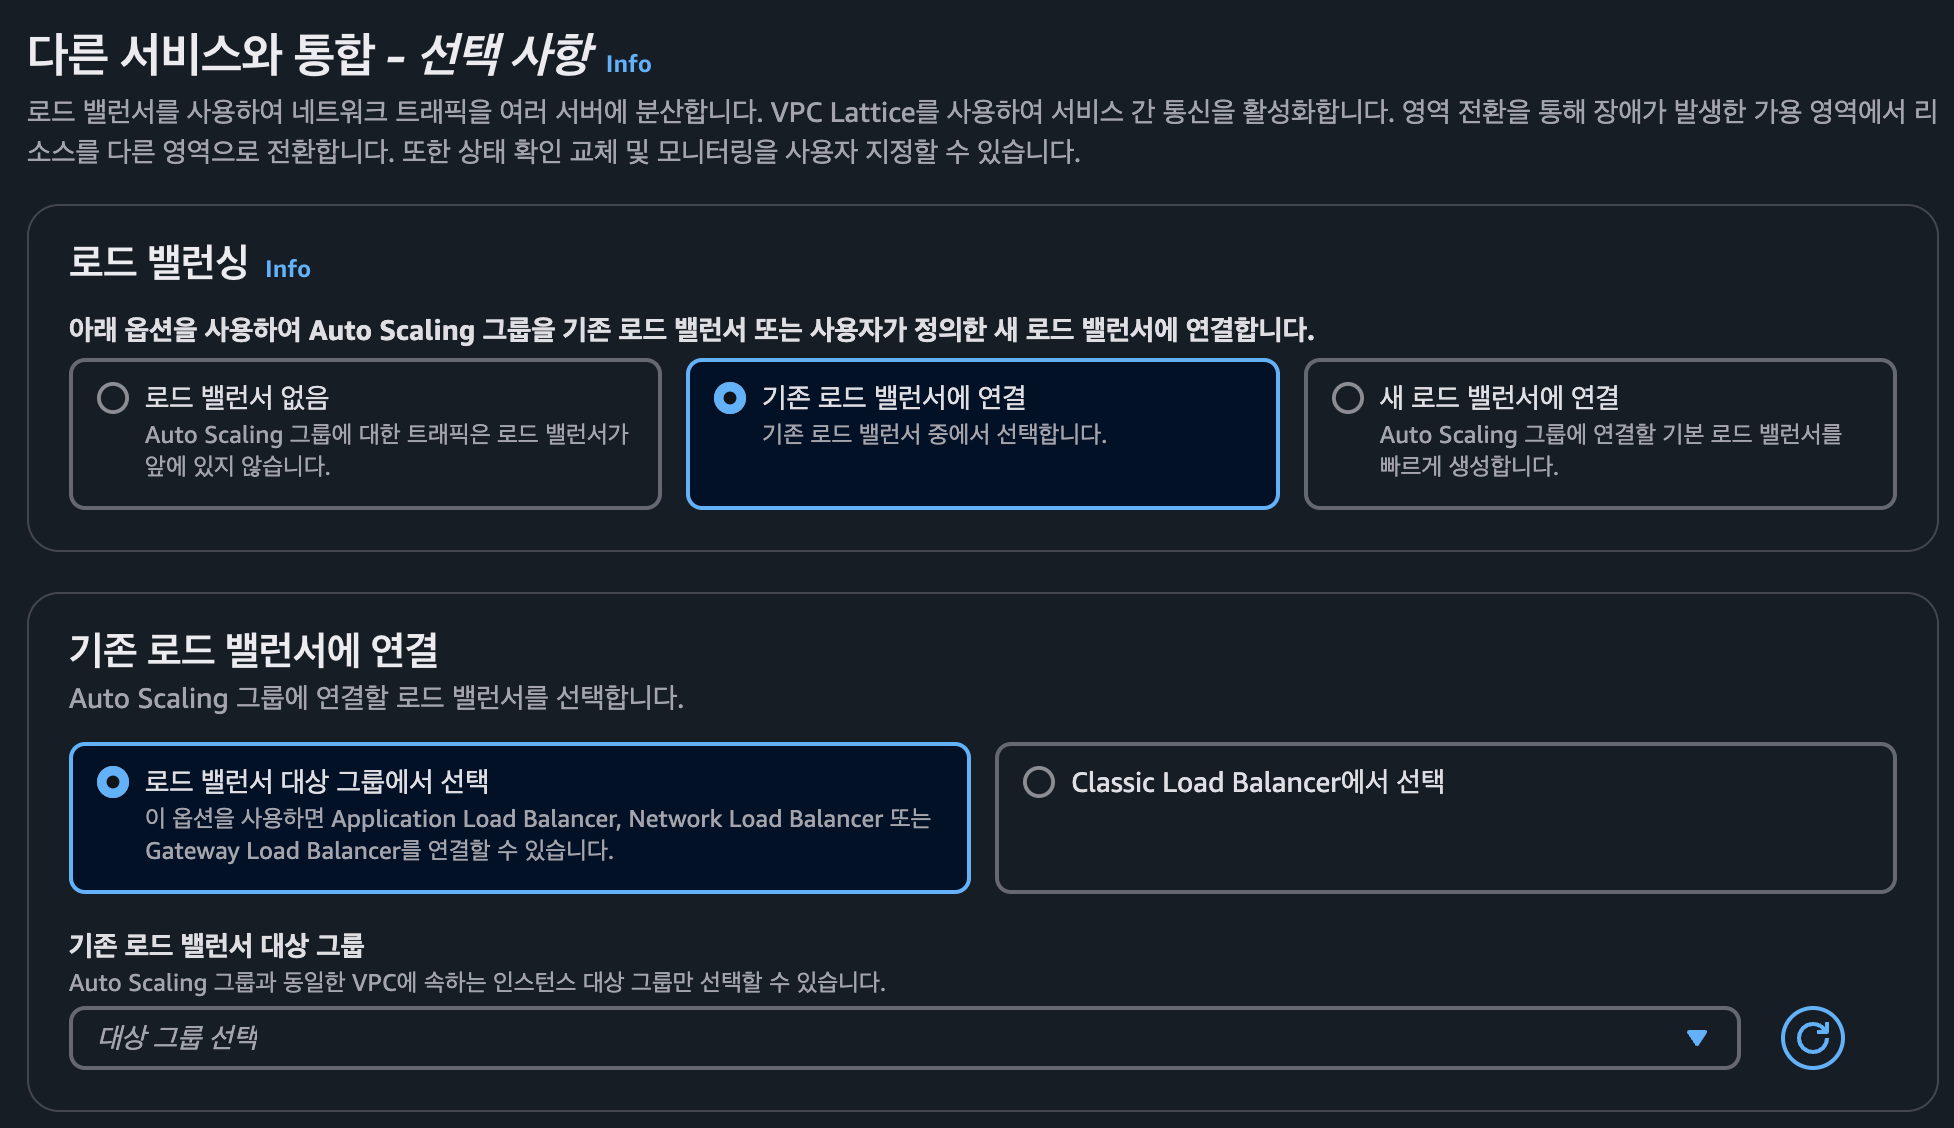 다른 서비스와 통합 - 선택 사항 Info
로드 밸런서를 사용하여 네트워크 트래픽을 여러 서버에 분산합니다. VPC Lattice를 사용하여 서비스 간 통신을 활성화합니다. 영역 전환을 통해 장애가 발생한 가용 영역에서 리
소스를 다른 영역으로 전환합니다. 또한 상태 확인 교체 및 모니터링을 사용자 지정할 수 있습니다.
로드 밸런싱 Info
아래 옵션을 사용하여 Auto Scaling 그룹을 기존 로드 밸런서 또는 사용자가 정의한 새 로드 밸런서에 연결합니다.
로드 밸런서 없음
Auto Scaling 그룹에 대한 트래픽은 로드 밸런서가
앞에 있지 않습니다.
기존 로드 밸런서에 연결
기존 로드 밸런서 중에서 선택합니다.
새 로드 밸런서에 연결
Auto Scaling 그룹에 연결할 기본 로드 밸런서를
빠르게 생성합니다.
기존 로드 밸런서에 연결
Auto Scaling 그룹에 연결할 로드 밸런서를 선택합니다.
로드 밸런서 대상 그룹에서 선택
이 옵션을 사용하면 Application Load Balancer, Network Load Balancer 또는
Gateway Load Balancer를 연결할 수 있습니다.
Classic Load Balancer에서 선택
기존 로드 밸런서 대상 그룹
Auto Scaling 그룹과 동일한 VPC에 속하는 인스턴스 대상 그룹만 선택할 수 있습니다.
대상 그룹 선택